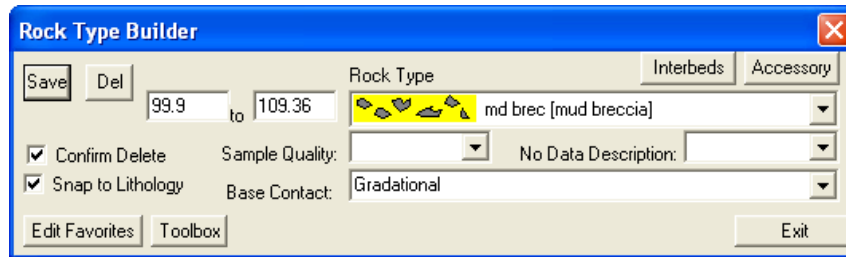 Rock Type Builder
Save Del Rock Type Interbeds Accessory
99.9 to 109.36 md brec [mud breccia]
Confirm Delete Sample Quality: No Data Description:
Snap to Lithology Base Contact: Gradational
Edit Favorites Toolbox Exit